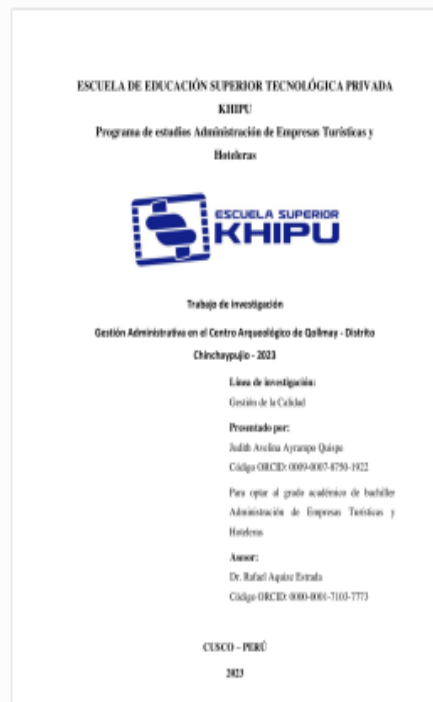 ESCUELA DE EDUCACIÓN SUPERIOR TECNOLÓGICA PRIVADA
KHIPU
Programa de estudios Administración de Empresas Turísticas y
Hoteleras
ESCUELA SUPERIOR
KHIPU
Trabajo de investigación
Gestión Administrativa en el Centro Arqueológico de Qollmay - Distrito
Chinchaypujio - 2023
Línea de investigación:
Gestión de la Calidad
Presentado por:
Judith Avelina Ayrampo Quispe
Código ORCID: 0009-0007-8750-1922
Para optar al grado académico de bachiller
Administración de Empresas Turísticas y
Hoteleras
Asesor:
Dr. Rafael Aquize Estrada
Código ORCID: 0000-0001-7103-7773
CUSCO – PERÚ
2023